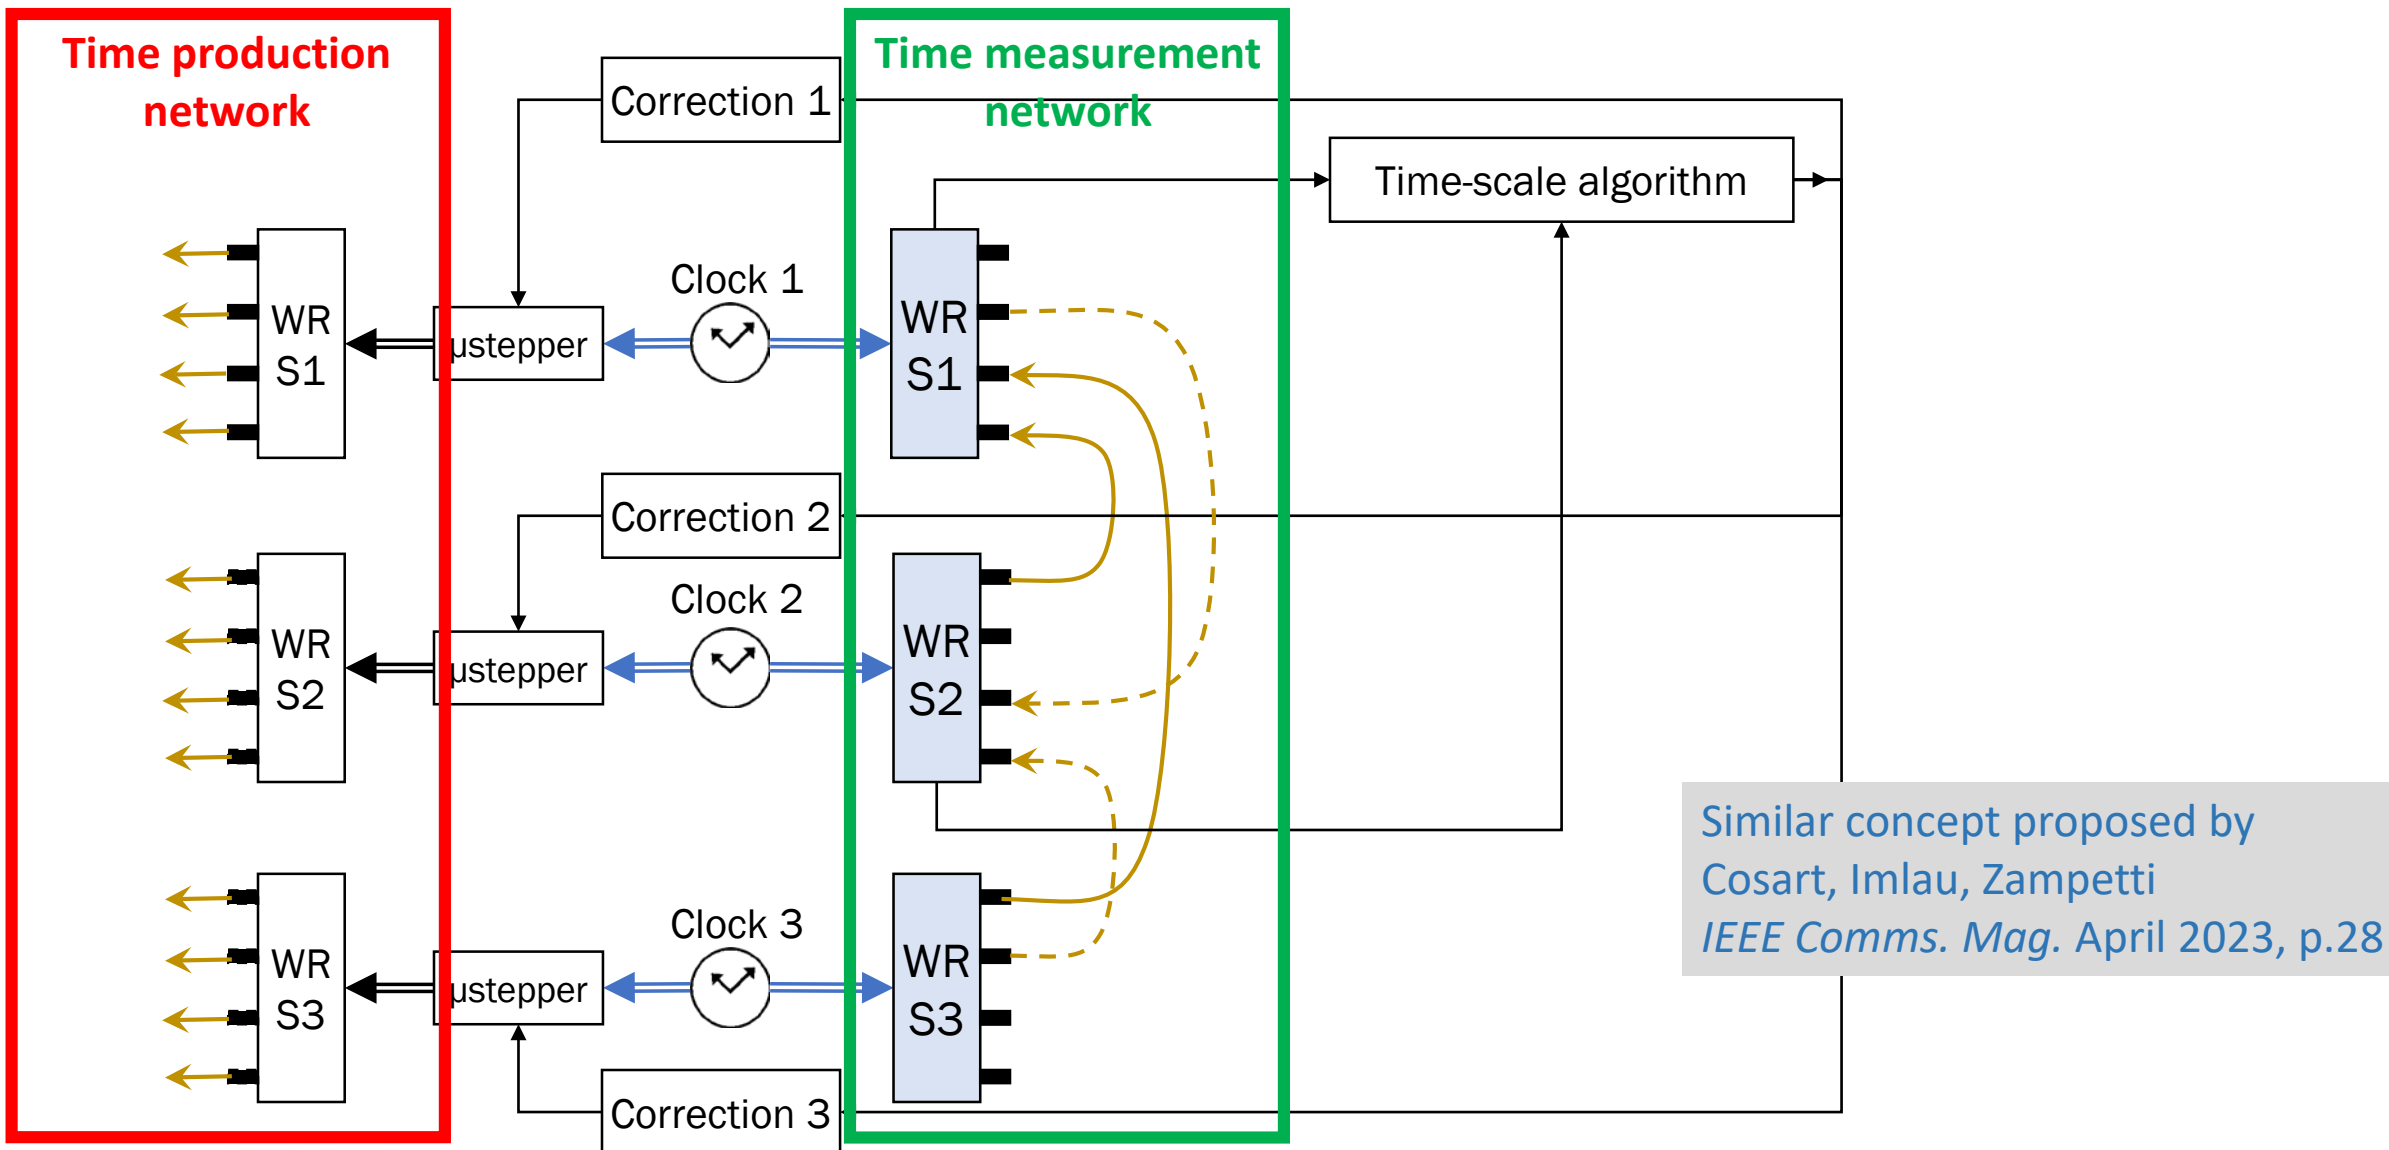 Time production
network
Time measurement
network
Correction 1
Time-scale algorithm
WR
S1
µstepper
Clock 1
WR
S1
Correction 2
WR
S2
µstepper
Clock 2
WR
S2
WR
S3
µstepper
Clock 3
WR
S3
Correction 3
Similar concept proposed by
Cosart, Imlau, Zampetti
IEEE Comms. Mag. April 2023, p.28